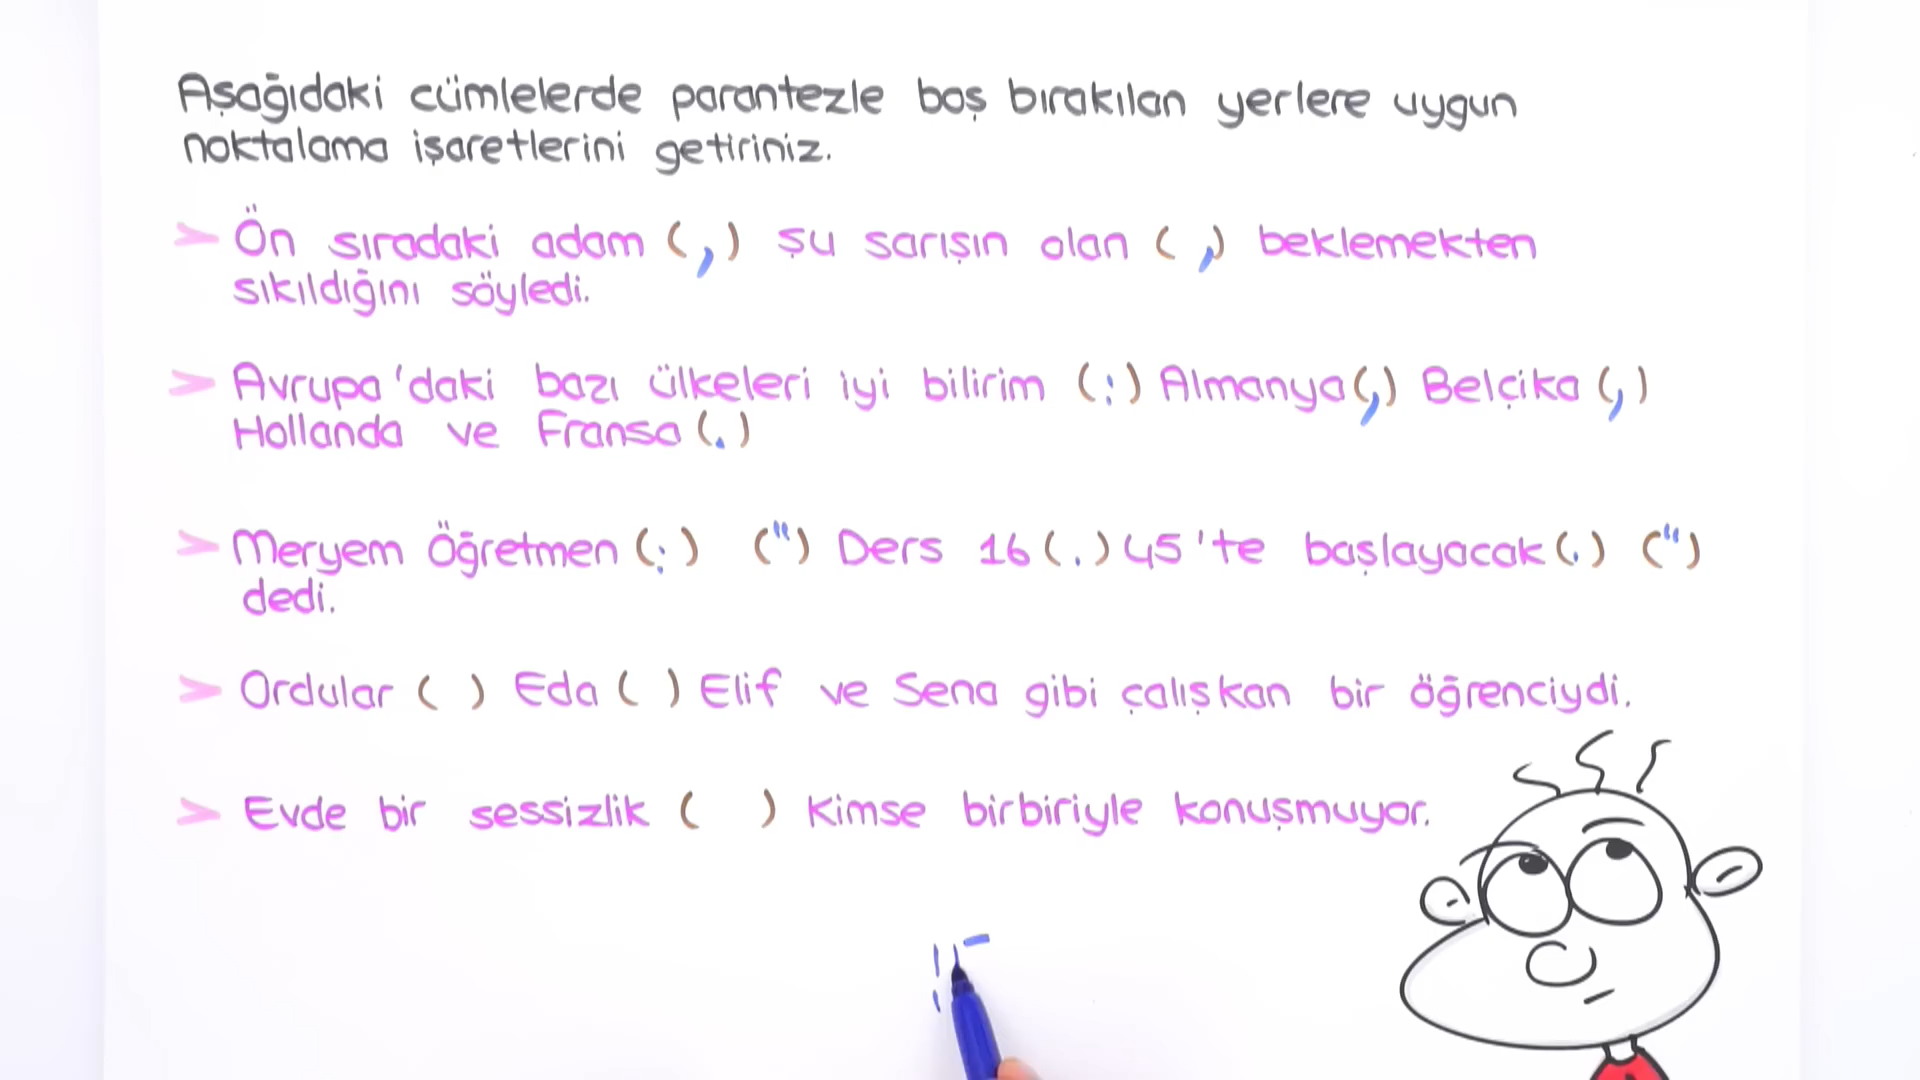 Aşağıdaki cümlelerde parantezle boş bırakılan yerlere uygun
noktalama işaretlerini getiriniz.
> Ön sıradaki adam (,) şu sarışın olan (,) beklemekten
sıkıldığını söyledi.
> Avrupa'daki bazı ülkeleri iyi bilirim (:) Almanya(,) Belçika(,)
Hollanda ve Fransa(.)
> Meryem Öğretmen (:) (") Ders 16(.)45'te başlayacak(.) (")
dedi.
> Ordular ( ) Eda ( ) Elif ve Sena gibi çalışkan bir öğrenciydi.
> Evde bir sessizlik ( ) Kimse birbiriyle konuşmuyor.